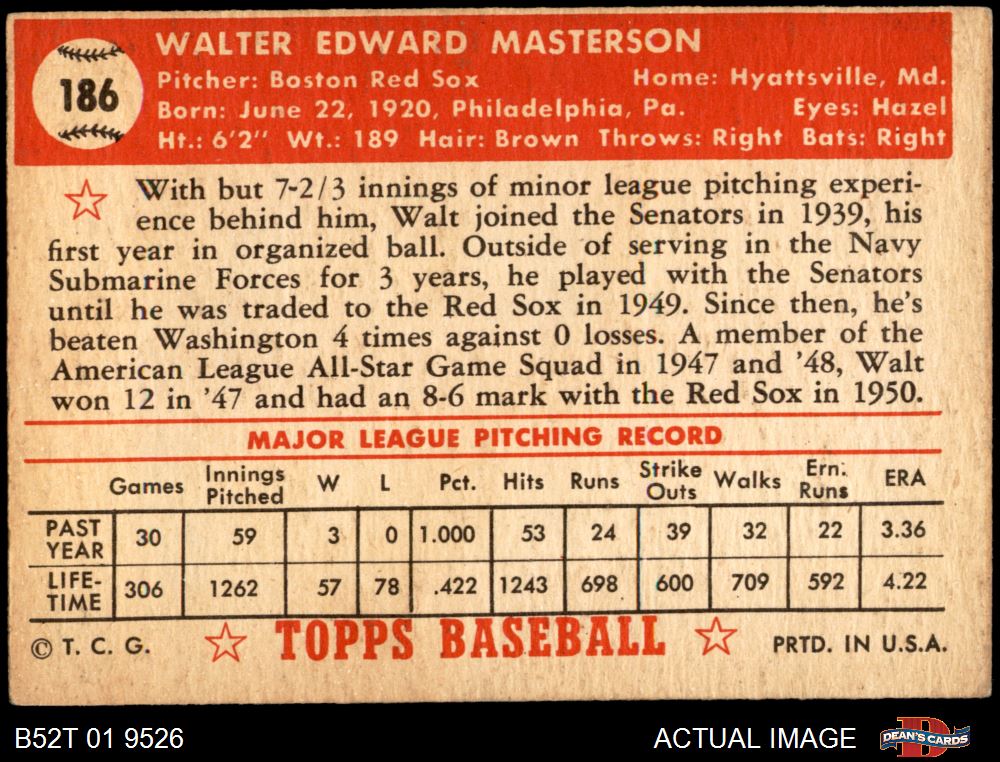 186
WALTER EDWARD MASTERSON
Pitcher: Boston Red Sox Home: Hyattsville, Md.
Born: June 22, 1920, Philadelphia, Pa. Eyes: Hazel
Ht.: 6'2" Wt.: 189 Hair: Brown Throws: Right Bats: Right
With but 7-2/3 innings of minor league pitching experi-
ence behind him, Walt joined the Senators in 1939, his
first year in organized ball. Outside of serving in the Navy
Submarine Forces for 3 years, he played with the Senators
until he was traded to the Red Sox in 1949. Since then, he's
beaten Washington 4 times against 0 losses. A member of the
American League All-Star Game Squad in 1947 and '48, Walt
won 12 in '47 and had an 8-6 mark with the Red Sox in 1950.
MAJOR LEAGUE PITCHING RECORD
Games Innings Pitched W L Pct. Hits Runs Strike Outs Walks Ern. Runs ERA
PAST YEAR 30 59 3 0 1.000 53 24 39 32 22 3.36
LIFE-TIME 306 1262 57 78 .422 1243 698 600 709 592 4.22
© T. C. G. TOPPS BASEBALL PRTD. IN U.S.A.
B52T 01 9526 ACTUAL IMAGE D DEAN'S CARDS